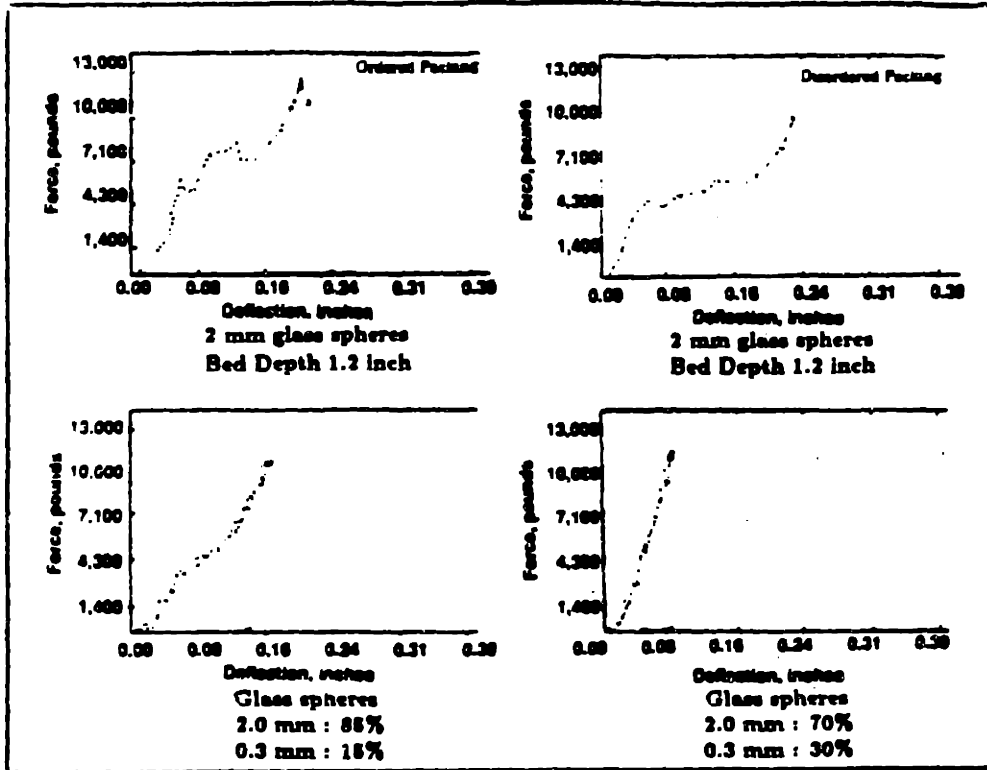 13,000
Ordered Packing
10,000
7,100
4,300
1,400
Force, pounds
0.00 0.08 0.16 0.24 0.31 0.39
Deflection, inches
2 mm glass spheres
Bed Depth 1.2 inch
13,000
Disordered Packing
10,000
7,100
4,300
1,400
Force, pounds
0.00 0.08 0.16 0.24 0.31 0.39
Deflection, inches
2 mm glass spheres
Bed Depth 1.2 inch
13,000
10,000
7,100
4,300
1,400
Force, pounds
0.00 0.08 0.16 0.24 0.31 0.39
Deflection, inches
Glass spheres
2.0 mm : 85%
0.3 mm : 15%
13,000
10,000
7,100
4,300
1,400
Force, pounds
0.00 0.08 0.16 0.24 0.31 0.39
Deflection, inches
Glass spheres
2.0 mm : 70%
0.3 mm : 30%